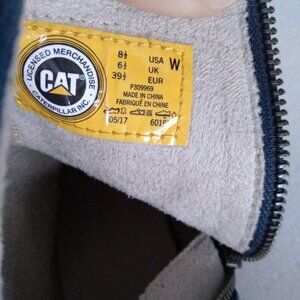 LICENSED MERCHANDISE
CAT
CATERPILLAR INC.
8½ USA W
6½ UK
39½ EUR
P309969
MADE IN CHINA
FABRIQUÉ EN CHINE
05/17